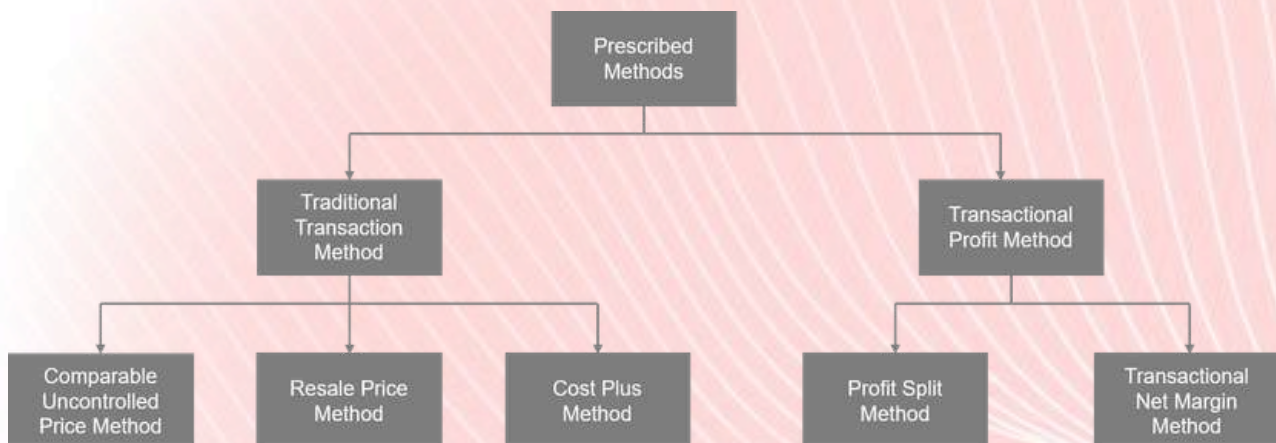 Prescribed
Methods
Traditional
Transaction
Method
Transactional
Profit Method
Comparable
Uncontrolled
Price Method
Resale Price
Method
Cost Plus
Method
Profit Split
Method
Transactional
Net Margin
Method